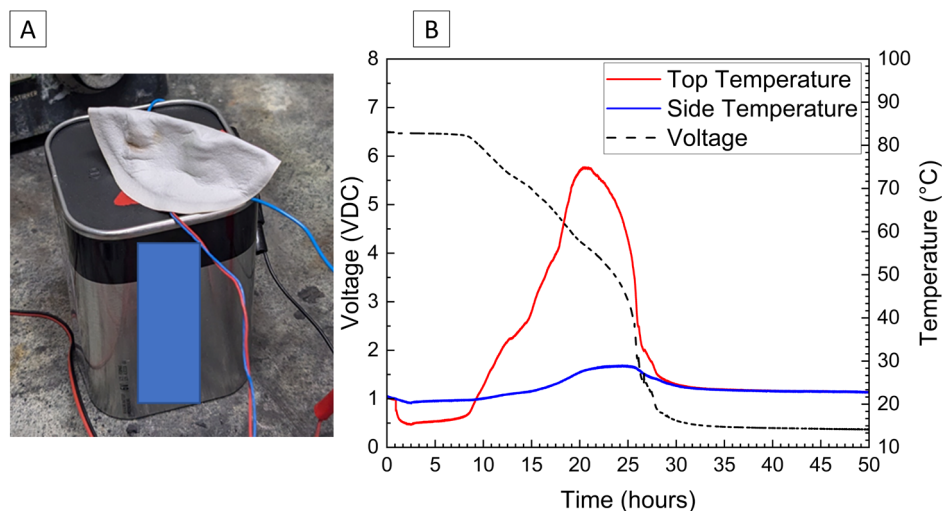 A
B
8
7
6
5
4
3
2
1
0
Voltage (VDC)
Top Temperature
Side Temperature
Voltage
100
90
80
70
60
50
40
30
20
10
Temperature (°C)
0 5 10 15 20 25 30 35 40 45 50
Time (hours)